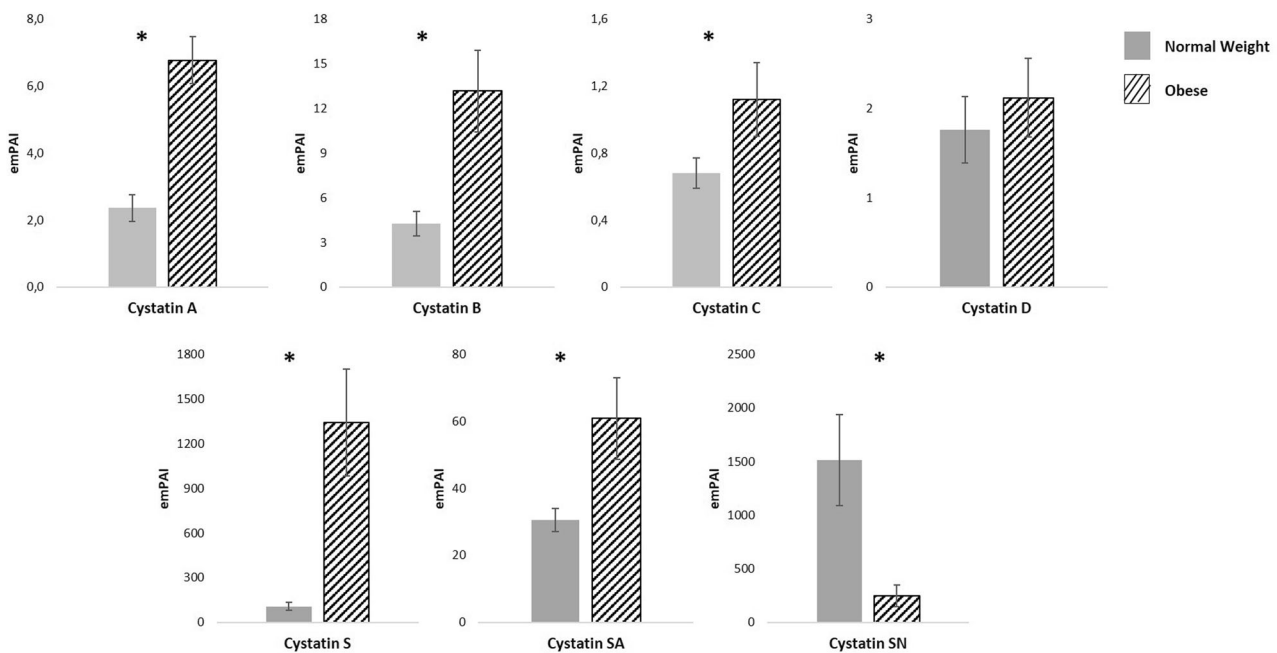 8,0
6,0
4,0
2,0
0,0
emPAI
*
Cystatin A
18
15
12
9
6
3
0
emPAI
*
Cystatin B
1,6
1,2
0,8
0,4
0
emPAI
*
Cystatin C
3
2
1
0
emPAI
Cystatin D
Normal Weight
Obese
1800
1500
1200
900
600
300
0
emPAI
*
Cystatin S
80
60
40
20
0
emPAI
*
Cystatin SA
2500
2000
1500
1000
500
0
emPAI
*
Cystatin SN